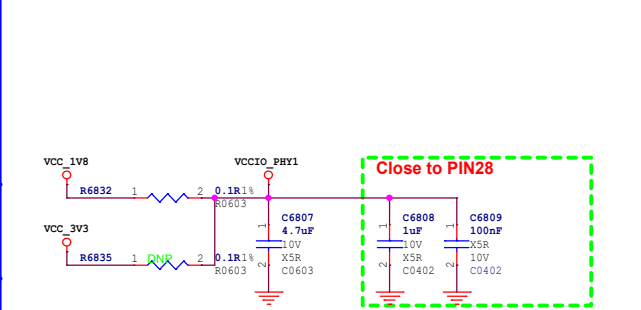 VCC_1V8
VCCIO_PHY1
Close to PIN28
R6832 1 2 0.1R 1%
R0603
VCC_3V3
C6807
4.7uF
10V
X5R
C0603
1
2
C6808
1uF
10V
X5R
C0402
1
2
C6809
100nF
X5R
10V
C0402
1
2
R6835 1 DNP 2 0.1R 1%
R0603